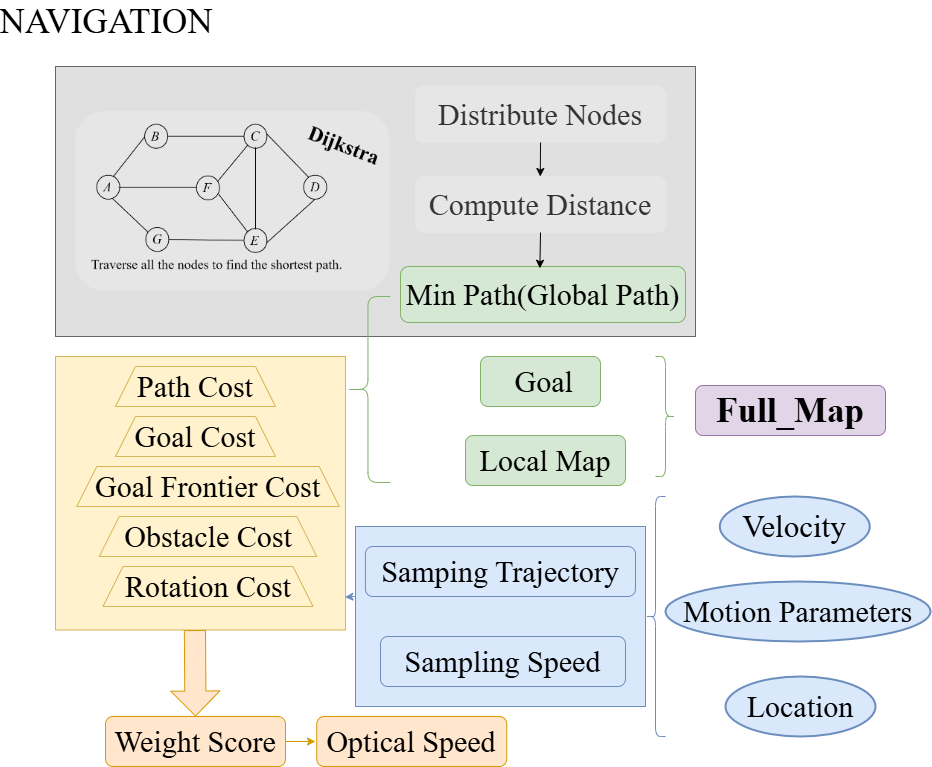 NAVIGATION
B
C
Dijkstra
A
F
D
G
E
Traverse all the nodes to find the shortest path.
Distribute Nodes
Compute Distance
Min Path(Global Path)
Path Cost
Goal Cost
Goal Frontier Cost
Obstacle Cost
Rotation Cost
Goal
Local Map
Full_Map
Samping Trajectory
Sampling Speed
Velocity
Motion Parameters
Location
Weight Score
Optical Speed